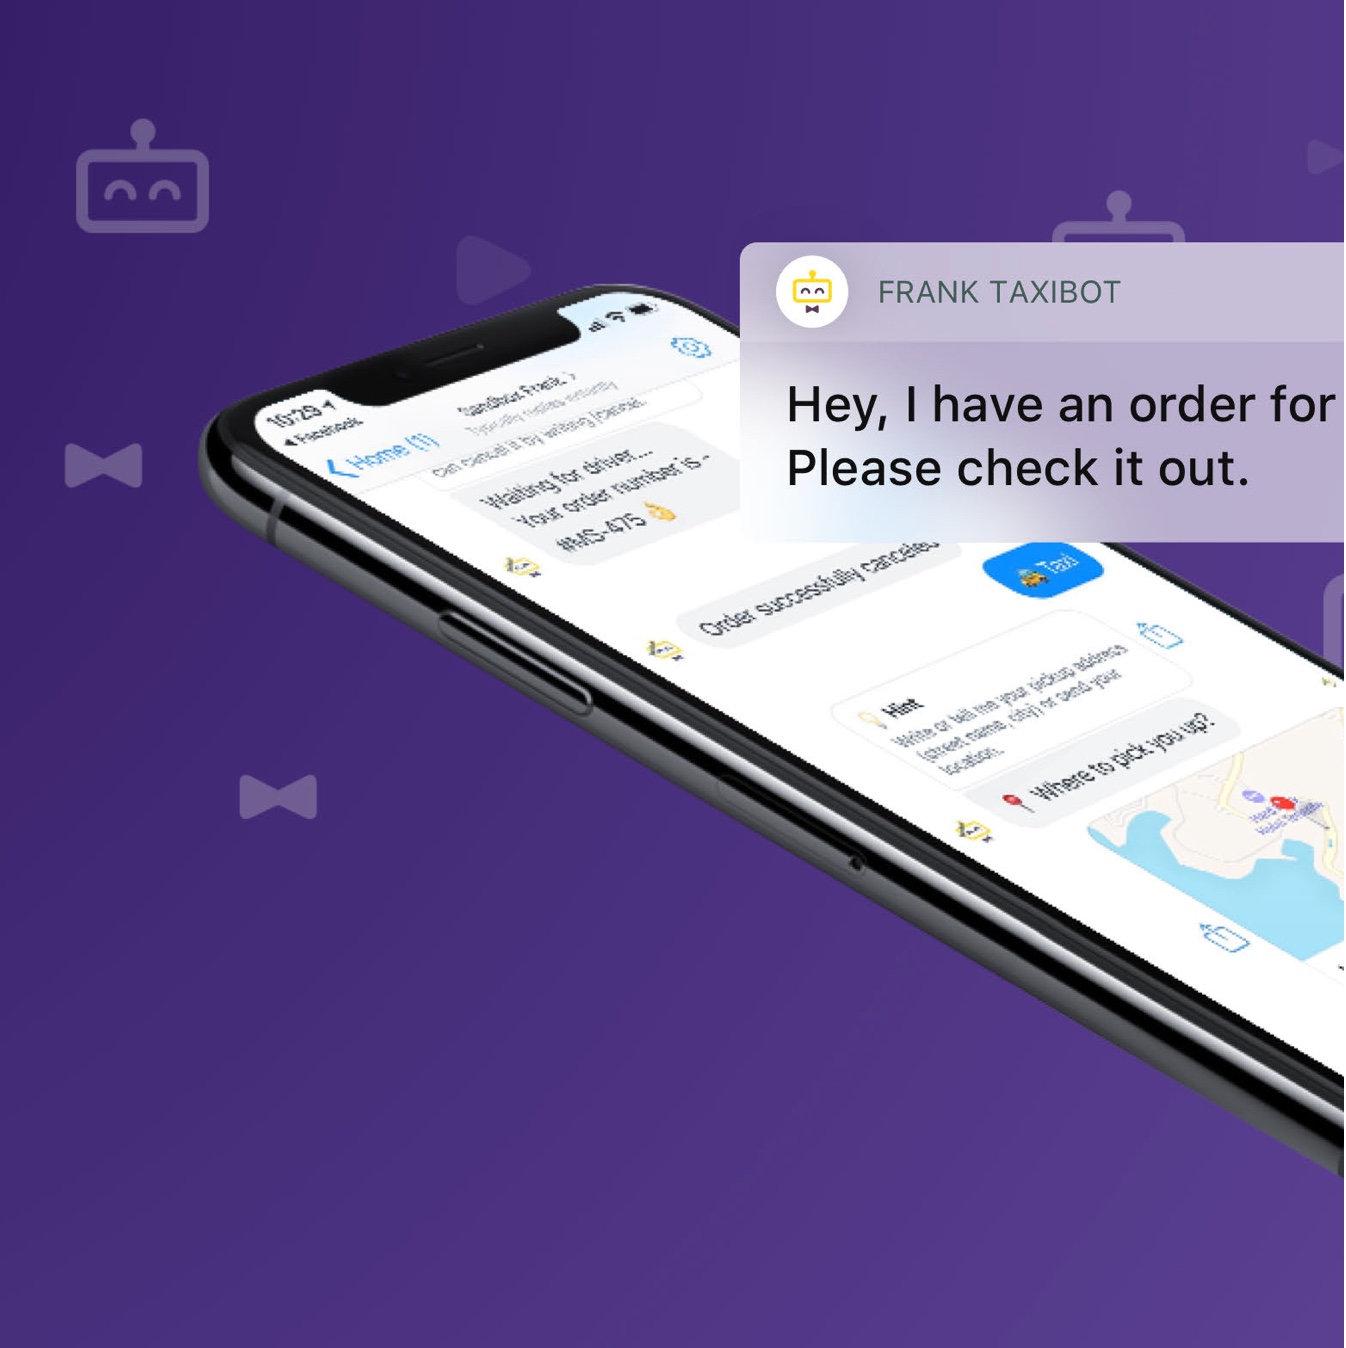 FRANK TAXIBOT
Hey, I have an order for
Please check it out.
10:29
Facebook
Home (1)
Sandbox Frank
Typically replies instantly
can cancel it by writing /cancel.
Waiting for driver...
Your order number is -
#MS-475
Order successfully canceled
Taxi
Hint
Write or tell me your pickup address
(street name, city) or send your
location.
Where to pick you up?